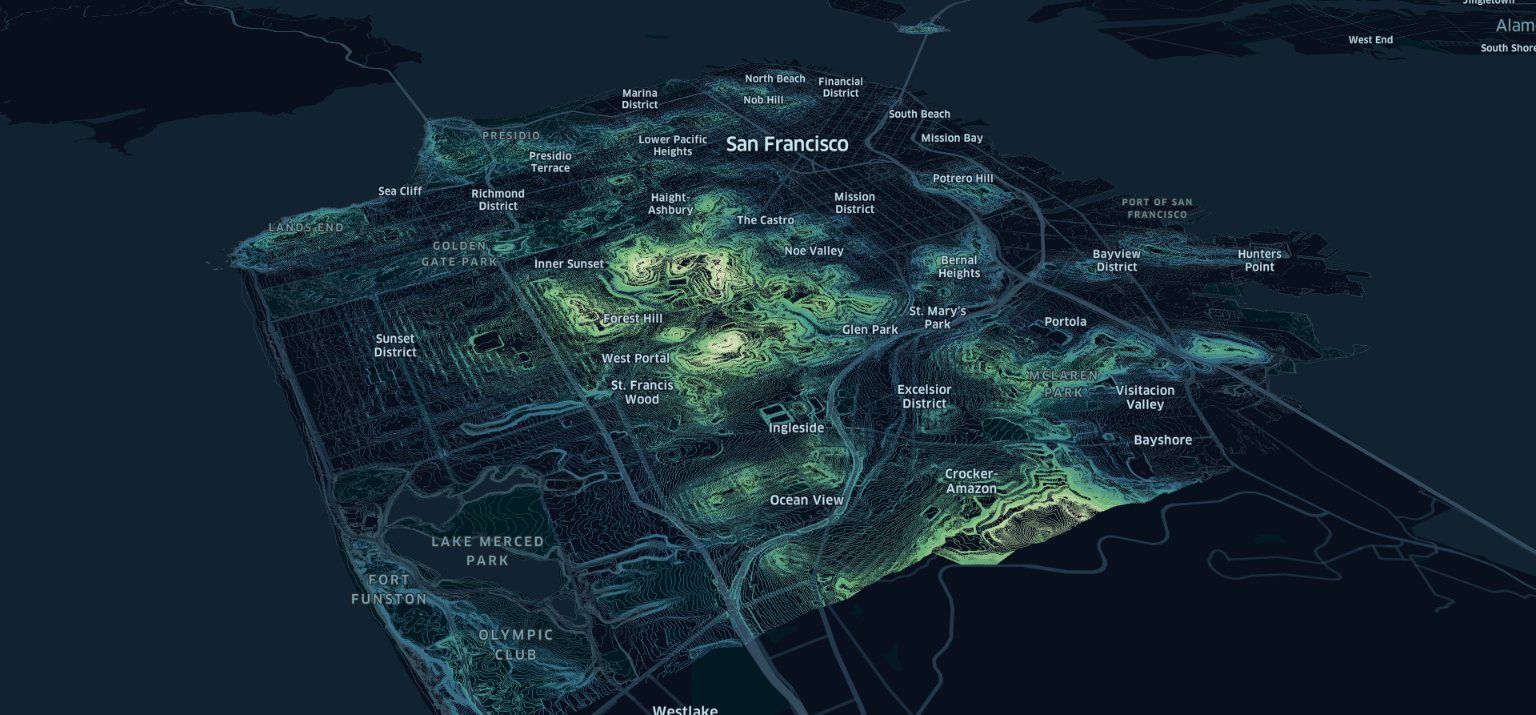 Jingletown
Alam
West End
South Shore
North Beach
Financial
District
Marina
District
Nob Hill
South Beach
PRESIDIO
Lower Pacific
Heights
San Francisco
Mission Bay
Presidio
Terrace
Sea Cliff
Richmond
District
Potrero Hill
Haight-
Ashbury
Mission
District
PORT OF SAN
FRANCISCO
The Castro
LANDS END
GOLDEN
GATE PARK
Noe Valley
Inner Sunset
Bernal
Heights
Bayview
District
Hunters
Point
Forest Hill
Glen Park
St. Mary's
Park
Portola
Sunset
District
West Portal
St. Francis
Wood
MCLAREN
PARK
Excelsior
District
Visitacion
Valley
Ingleside
Bayshore
Crocker-
Amazon
Ocean View
LAKE MERCED
PARK
FORT
FUNSTON
OLYMPIC
CLUB
Westlake